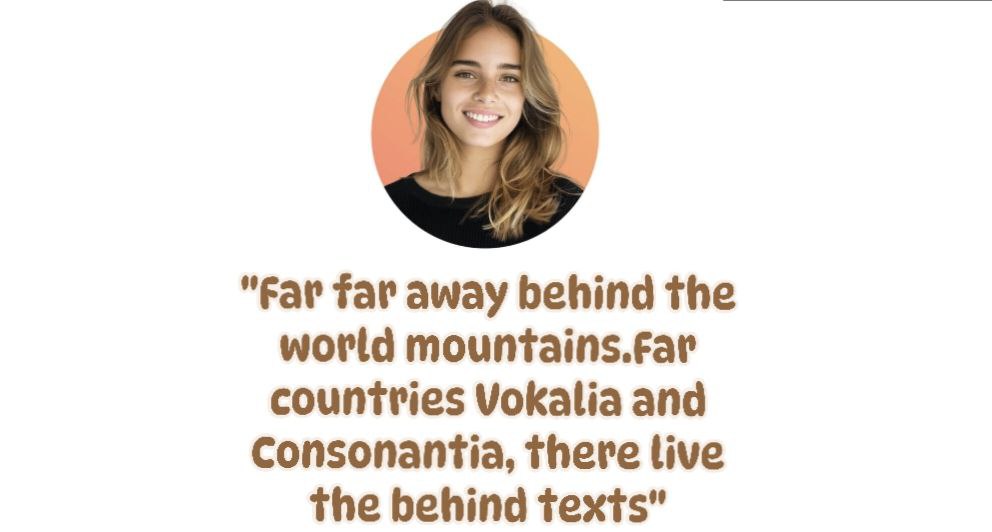 "Far far away behind the
world mountains.Far
countries Vokalia and
Consonantia, there live
the behind texts"